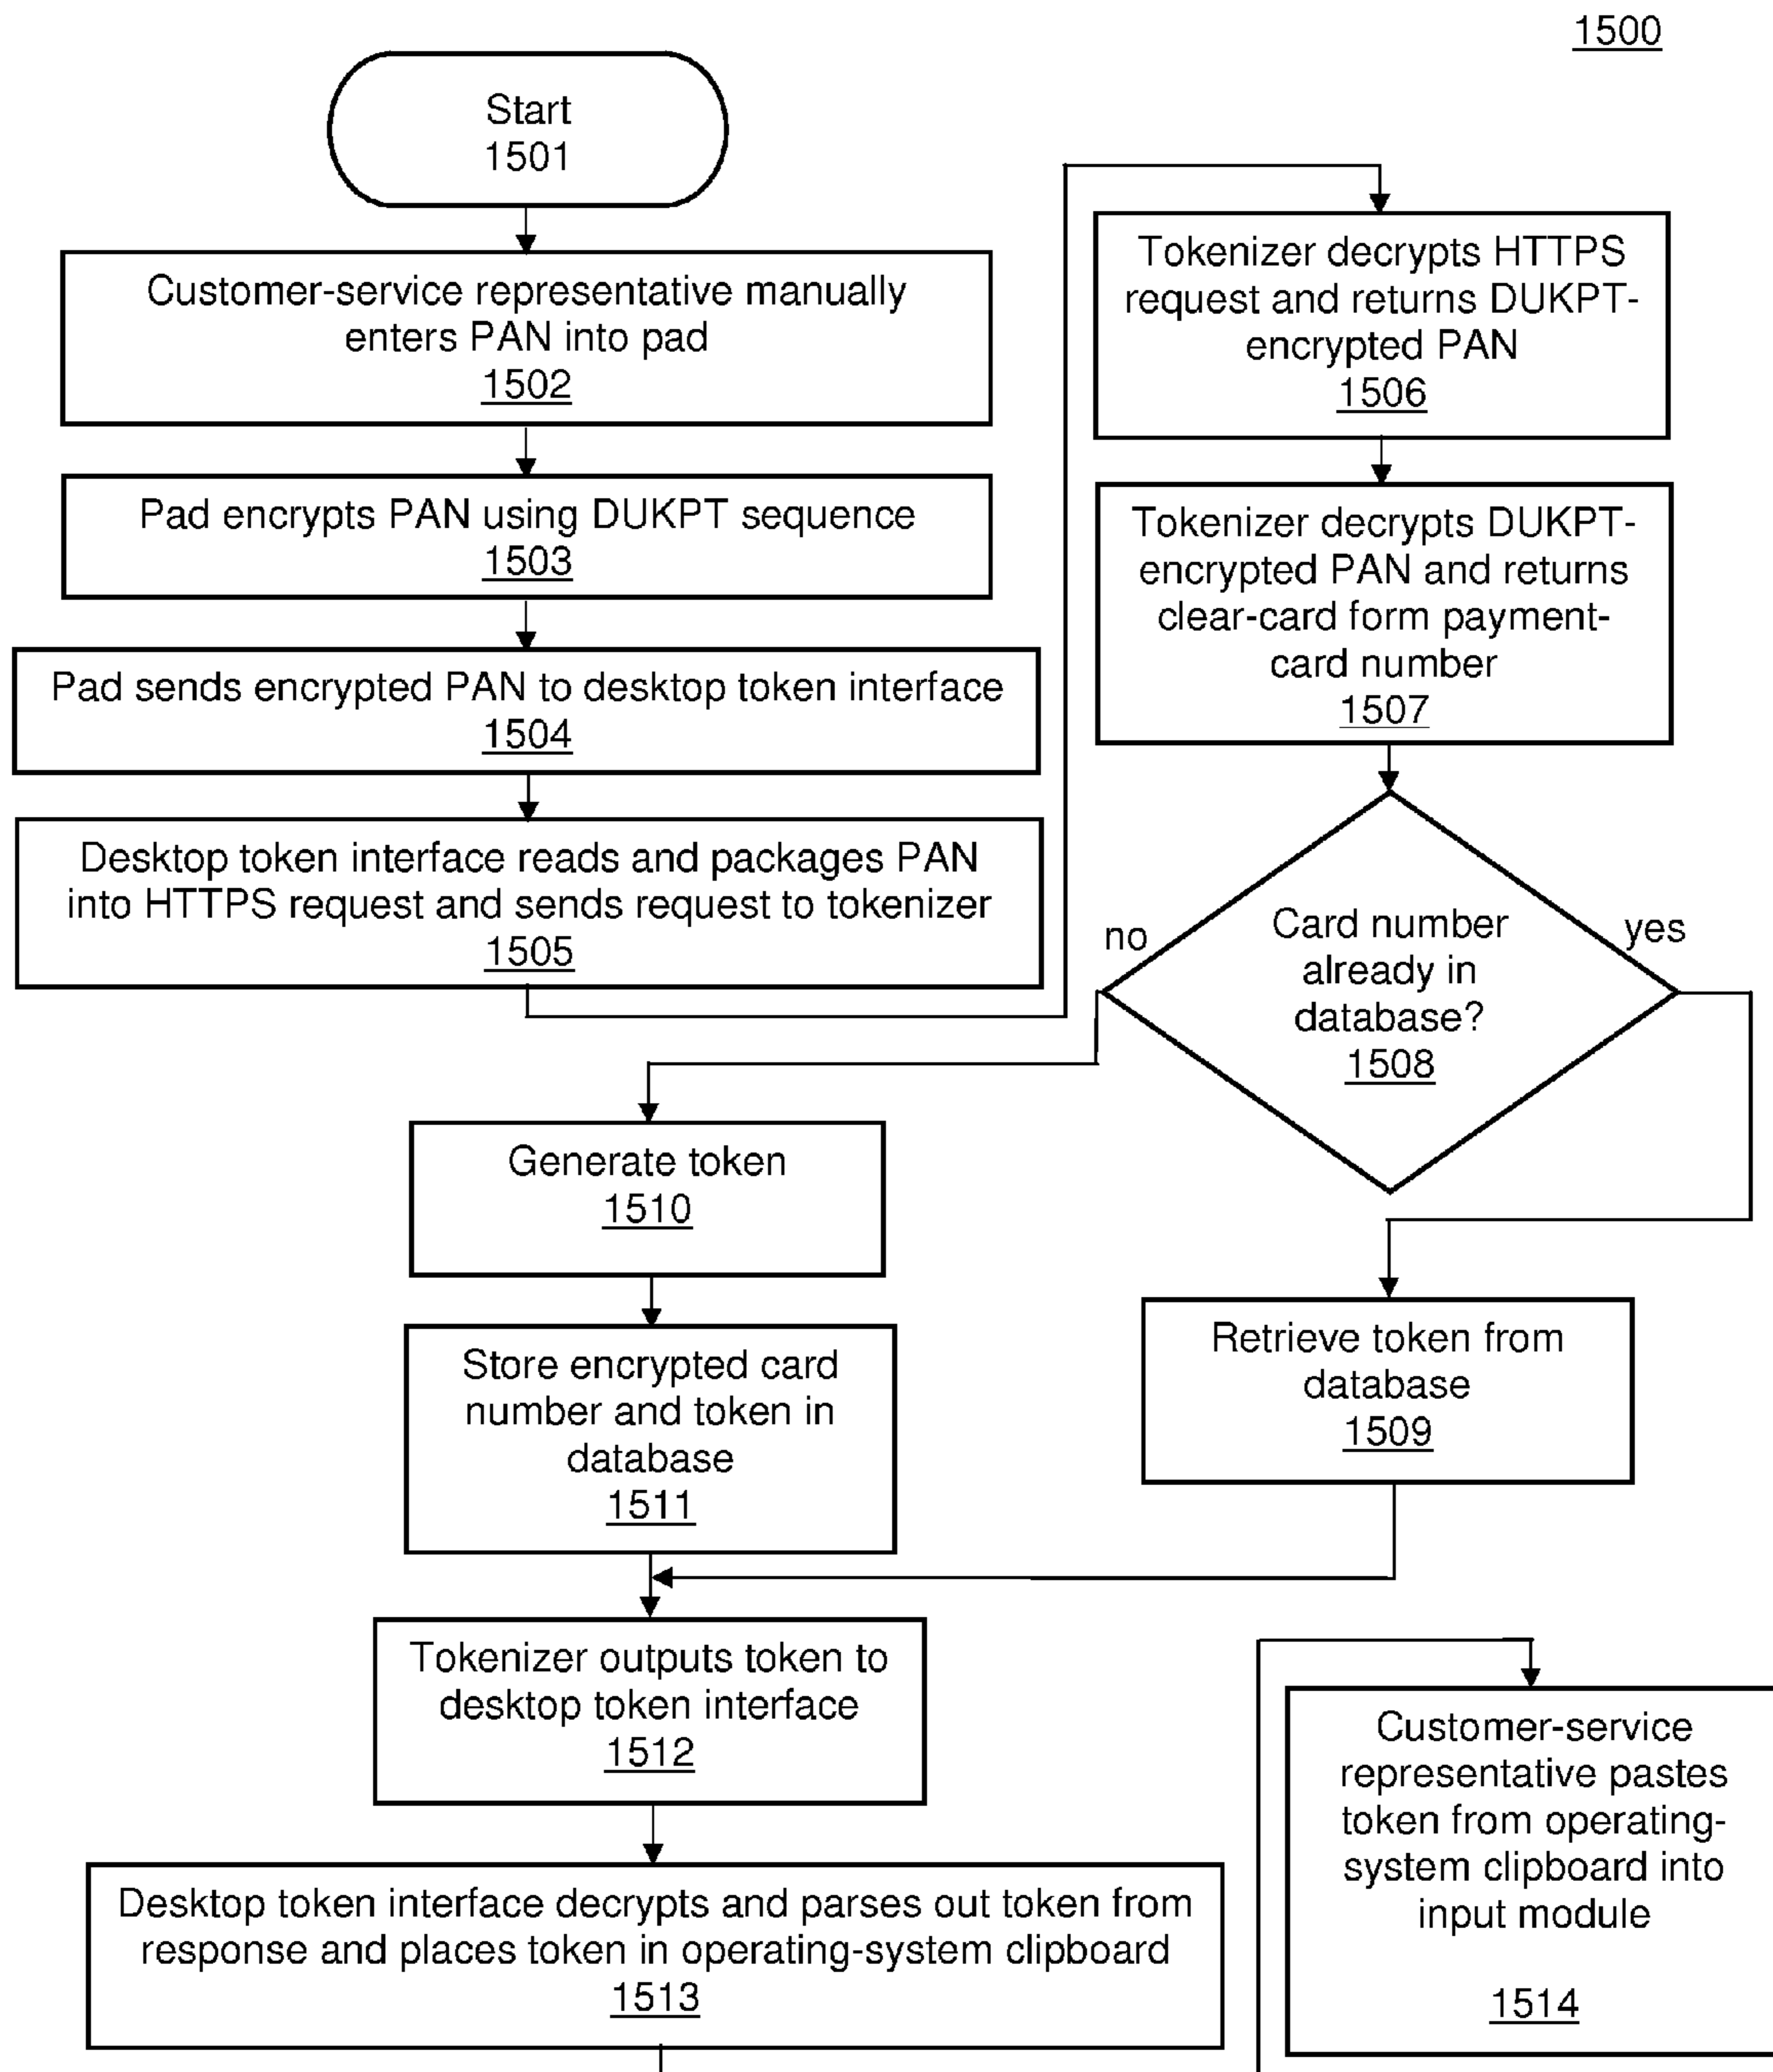 1500
Start
1501
Customer-service representative manually
enters PAN into pad
1502
Pad encrypts PAN using DUKPT sequence
1503
Pad sends encrypted PAN to desktop token interface
1504
Desktop token interface reads and packages PAN
into HTTPS request and sends request to tokenizer
1505
Tokenizer decrypts HTTPS
request and returns DUKPT-
encrypted PAN
1506
Tokenizer decrypts DUKPT-
encrypted PAN and returns
clear-card form payment-
card number
1507
no
yes
Card number
already in
database?
1508
Generate token
1510
Store encrypted card
number and token in
database
1511
Retrieve token from
database
1509
Tokenizer outputs token to
desktop token interface
1512
Desktop token interface decrypts and parses out token from
response and places token in operating-system clipboard
1513
Customer-service
representative pastes
token from operating-
system clipboard into
input module
1514